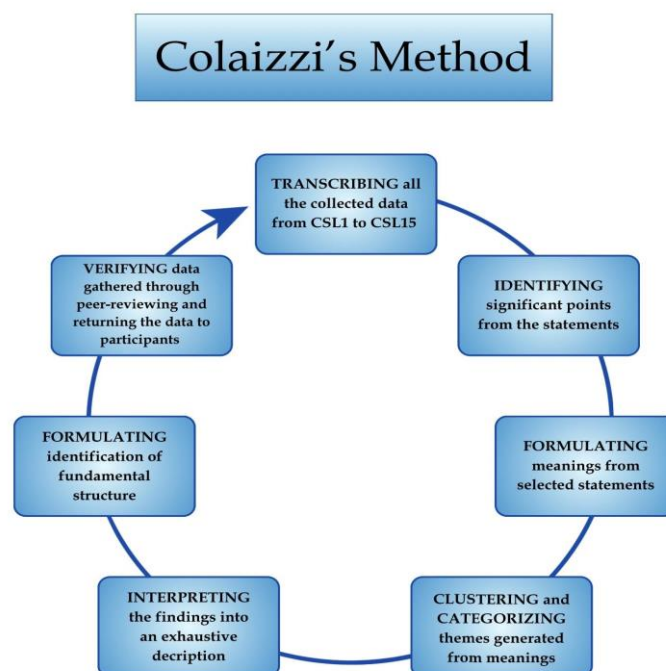 Colaizzi's Method
TRANSCRIBING all
the collected data
from CSL1 to CSL15
IDENTIFYING
significant points
from the statements
FORMULATING
meanings from
selected statements
CLUSTERING and
CATEGORIZING
themes generated
from meanings
INTERPRETING
the findings into
an exhaustive
decription
FORMULATING
identification of
fundamental
structure
VERIFYING data
gathered through
peer-reviewing and
returning the data to
participants